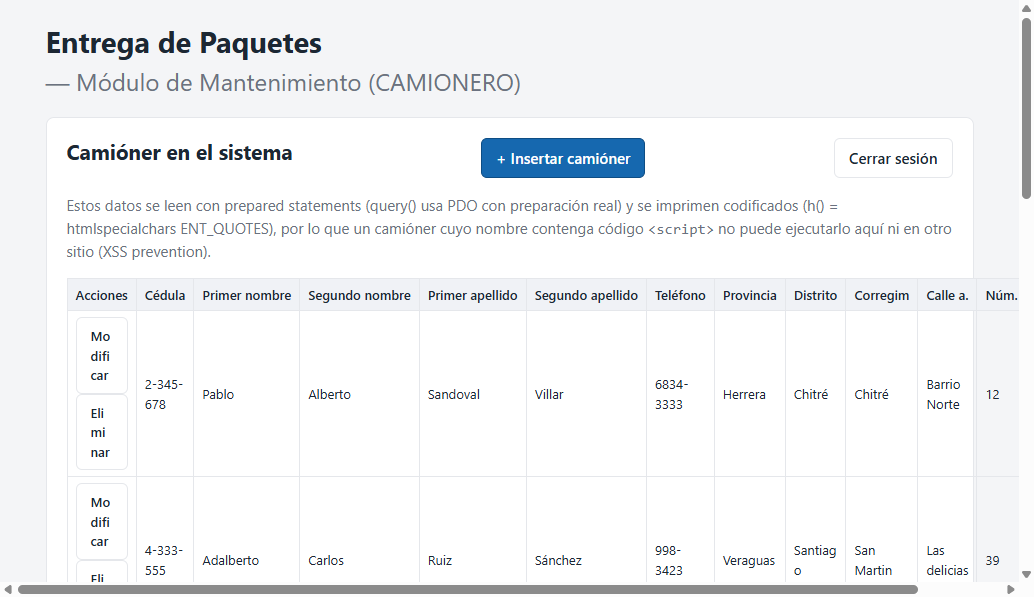 Entrega de Paquetes
— Módulo de Mantenimiento (CAMIONERO)
Camióner en el sistema
+ Insertar camióner
Cerrar sesión
Estos datos se leen con prepared statements (query() usa PDO con preparación real) y se imprimen codificados (h() =
htmlspecialchars ENT_QUOTES), por lo que un camióner cuyo nombre contenga código <script> no puede ejecutarlo aquí ni en otro
sitio (XSS prevention).
Acciones Cédula Primer nombre Segundo nombre Primer apellido Segundo apellido Teléfono Provincia Distrito Corregim Calle a. Núm.
Mo
difi
car
Eli
mi
nar
2-345-
678
Pablo
Alberto
Sandoval
Villar
6834-
3333
Herrera
Chitré
Chitré
Barrio
Norte
12
Mo
difi
car
Eli
4-333-
555
Adalberto
Carlos
Ruiz
Sánchez
998-
3423
Veraguas
Santiag
o
San
Martin
Las
delicias
39